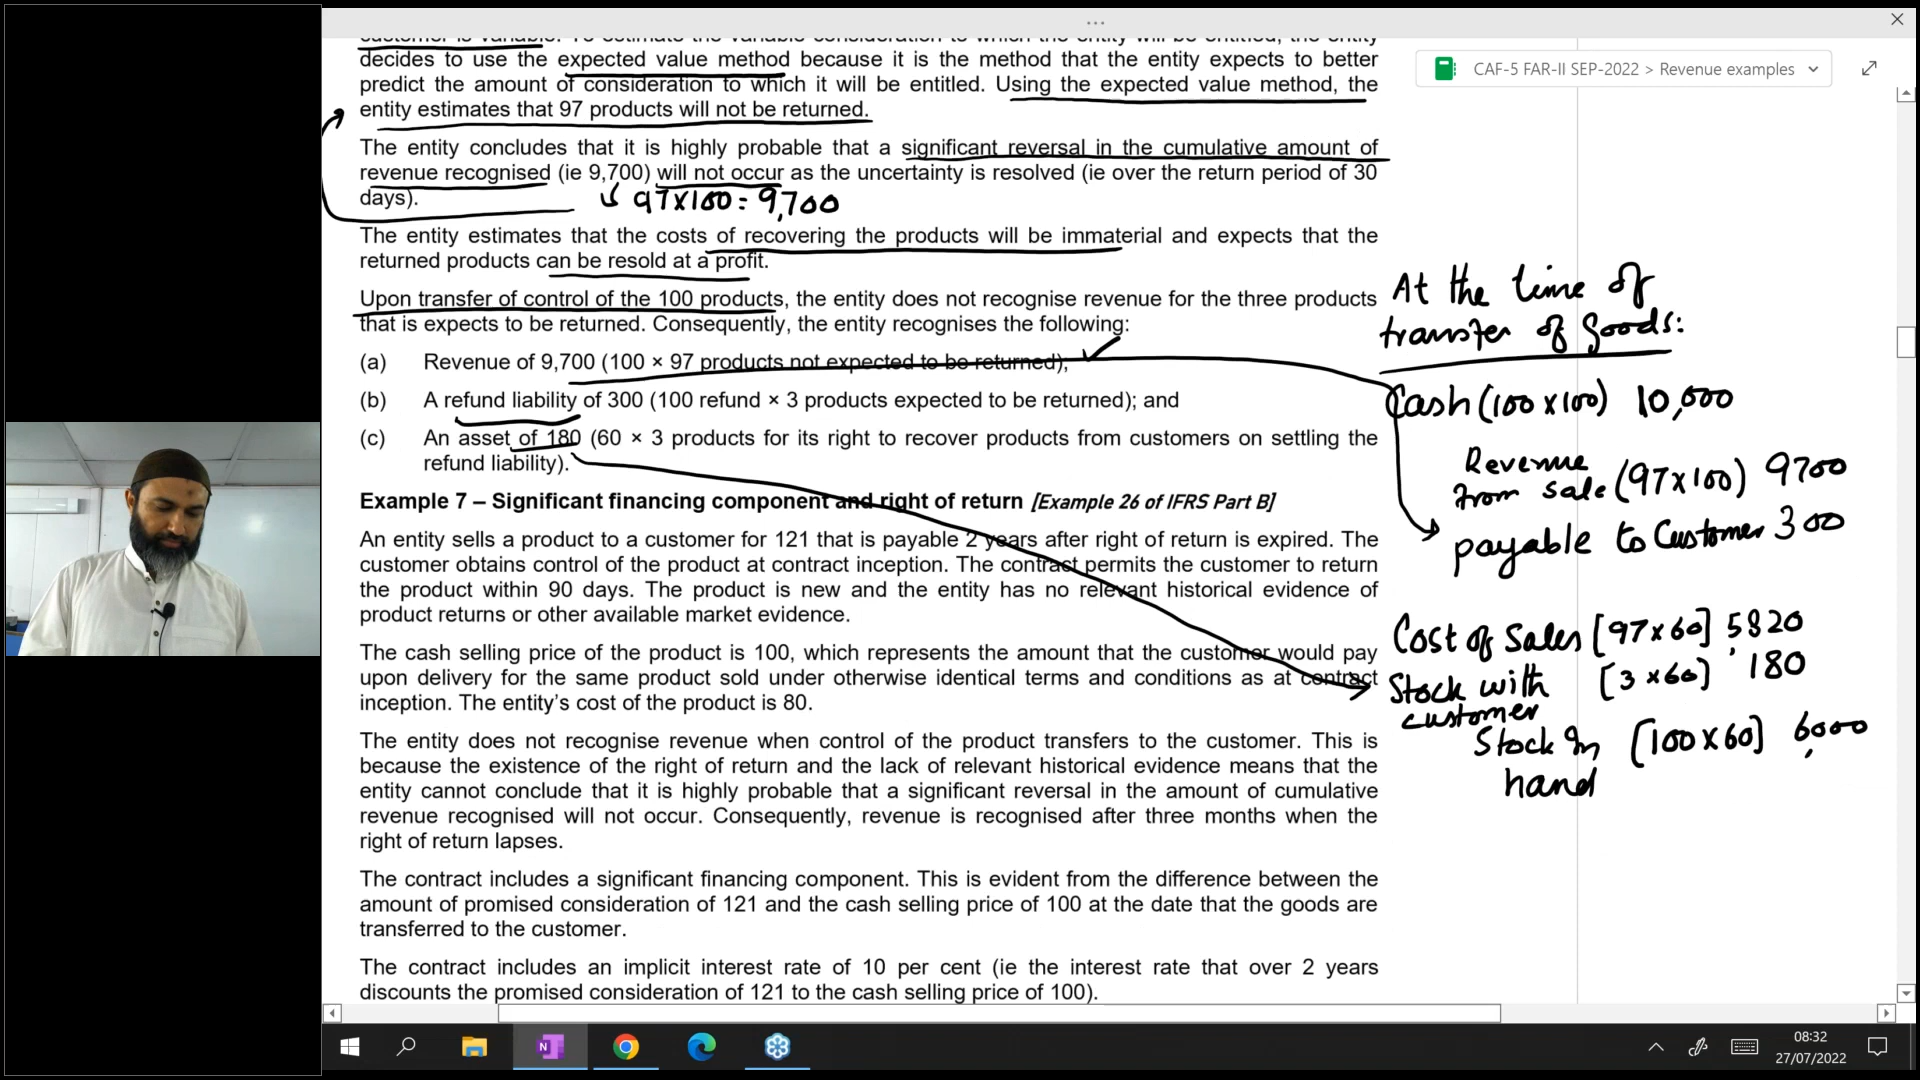 CAF-5 FAR-II SEP-2022 > Revenue examples
decides to use the expected value method because it is the method that the entity expects to better
predict the amount of consideration to which it will be entitled. Using the expected value method, the
entity estimates that 97 products will not be returned.
The entity concludes that it is highly probable that a significant reversal in the cumulative amount of
revenue recognised (ie 9,700) will not occur as the uncertainty is resolved (ie over the return period of 30
days).
97x100 = 9,700
The entity estimates that the costs of recovering the products will be immaterial and expects that the
returned products can be resold at a profit.
Upon transfer of control of the 100 products, the entity does not recognise revenue for the three products
that is expects to be returned. Consequently, the entity recognises the following:
(a) Revenue of 9,700 (100 × 97 products not expected to be returned);
(b) A refund liability of 300 (100 refund × 3 products expected to be returned); and
(c) An asset of 180 (60 × 3 products for its right to recover products from customers on settling the
refund liability).
Example 7 – Significant financing component and right of return [Example 26 of IFRS Part B]
An entity sells a product to a customer for 121 that is payable 2 years after right of return is expired. The
customer obtains control of the product at contract inception. The contract permits the customer to return
the product within 90 days. The product is new and the entity has no relevant historical evidence of
product returns or other available market evidence.
The cash selling price of the product is 100, which represents the amount that the customer would pay
upon delivery for the same product sold under otherwise identical terms and conditions as at contract
inception. The entity's cost of the product is 80.
The entity does not recognise revenue when control of the product transfers to the customer. This is
because the existence of the right of return and the lack of relevant historical evidence means that the
entity cannot conclude that it is highly probable that a significant reversal in the amount of cumulative
revenue recognised will not occur. Consequently, revenue is recognised after three months when the
right of return lapses.
The contract includes a significant financing component. This is evident from the difference between the
amount of promised consideration of 121 and the cash selling price of 100 at the date that the goods are
transferred to the customer.
The contract includes an implicit interest rate of 10 per cent (ie the interest rate that over 2 years
discounts the promised consideration of 121 to the cash selling price of 100).
At the time of
transfer of goods:
Cash (100x100) 10,000
Revenue
from sale (97x100) 9700
payable to Customer 300
Cost of Sales [97x60] 5820
Stock with [3x60] 180
customer
Stock in [100x60] 6,000
hand
08:32
27/07/2022